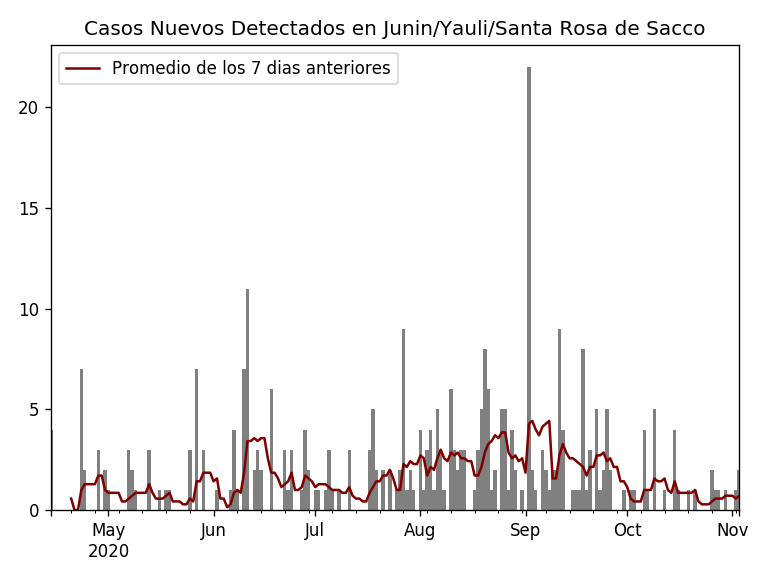 Casos Nuevos Detectados en Junin/Yauli/Santa Rosa de Sacco
Promedio de los 7 dias anteriores
20
15
10
5
0
May Jun Jul Aug Sep Oct Nov
2020